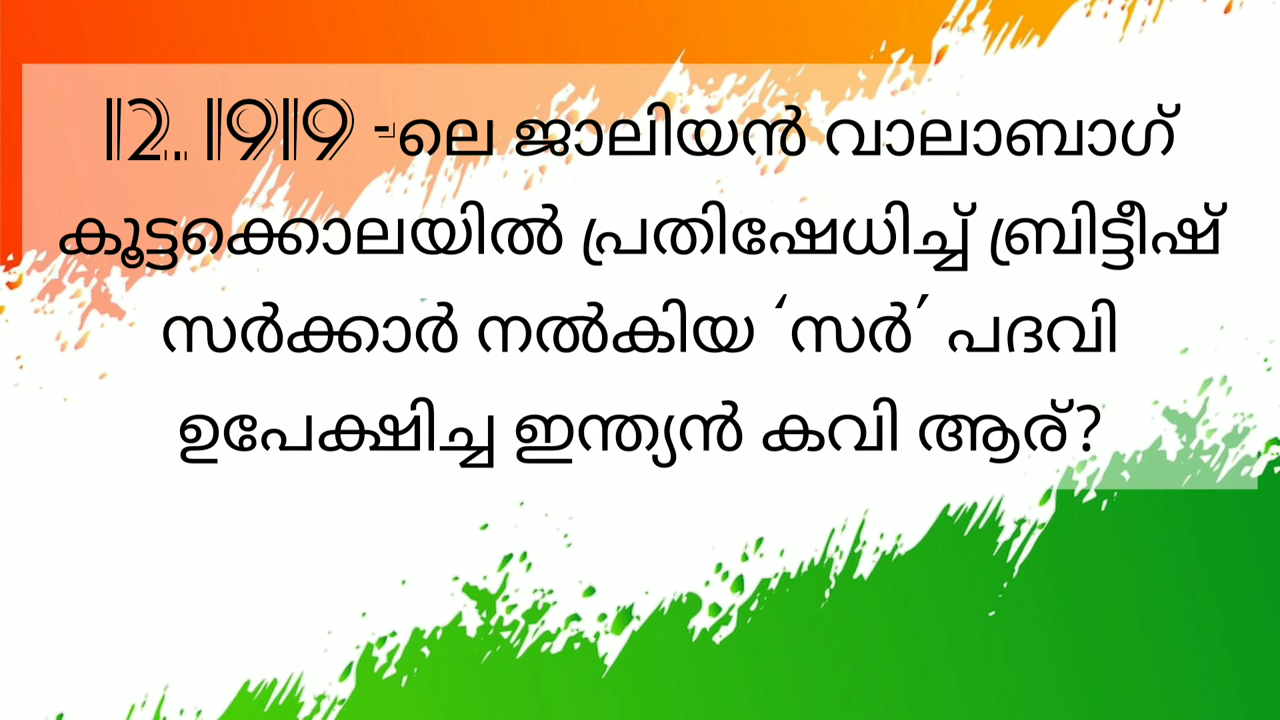 12.. 1919 -ലെ ജാലിയൻ വാലാബാഗ്
കൂട്ടക്കൊലയിൽ പ്രതിഷേധിച്ച് ബ്രിട്ടീഷ്
സർക്കാർ നൽകിയ ‘സർ’ പദവി
ഉപേക്ഷിച്ച ഇന്ത്യൻ കവി ആര്?